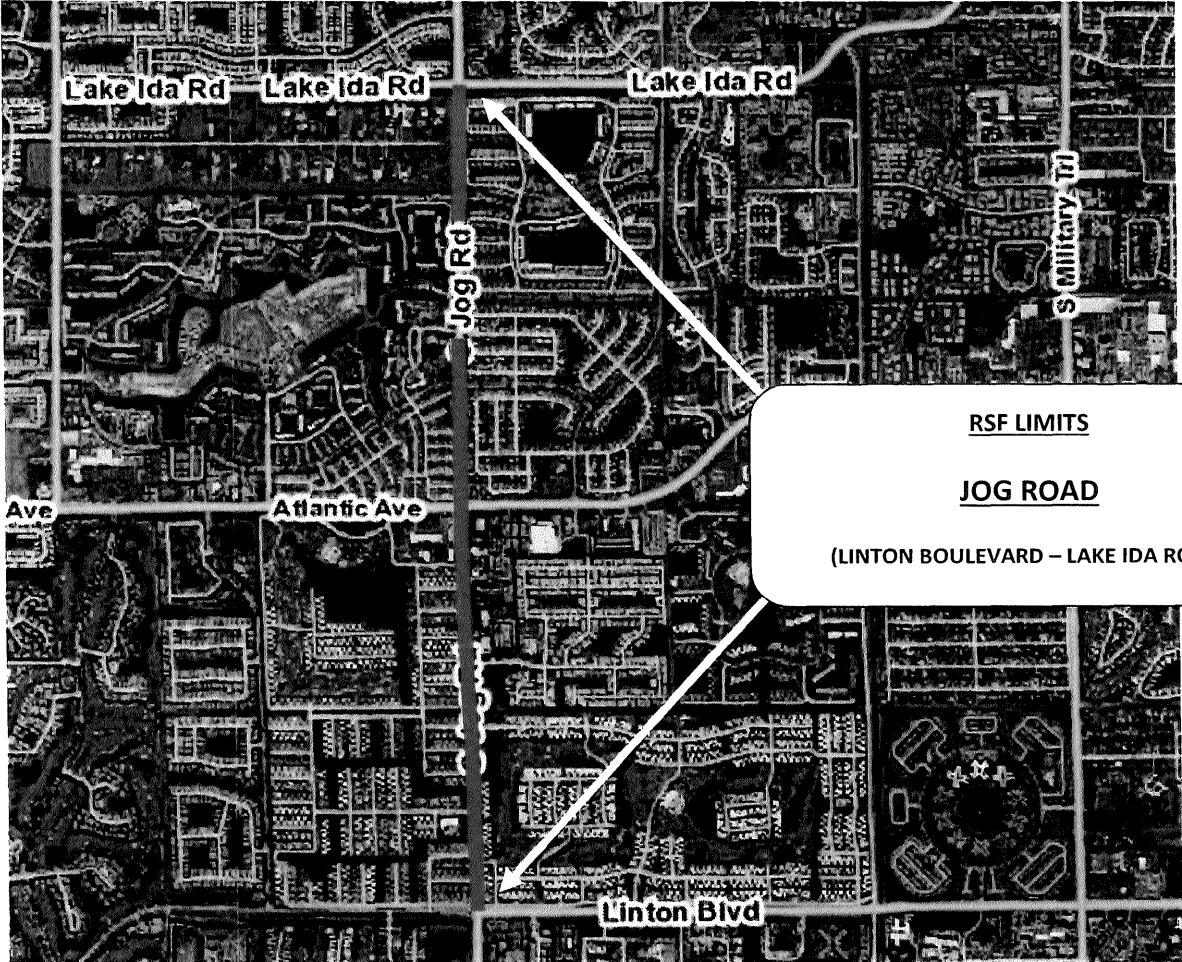 Lake Ida Rd Lake Ida Rd Lake Ida Rd
S Military Trl
Jog Rd
RSF LIMITS
JOG ROAD
(LINTON BOULEVARD – LAKE IDA
Ave Atlantic Ave
Linton Blvd